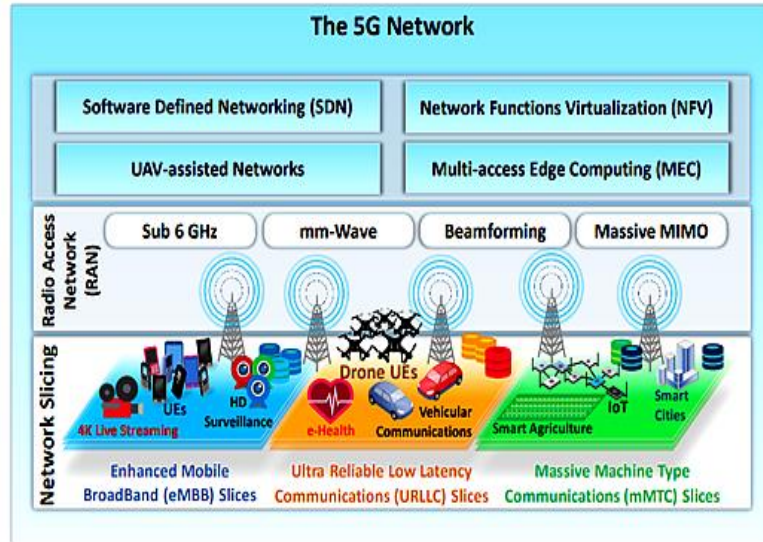 The 5G Network
Software Defined Networking (SDN)
Network Functions Virtualization (NFV)
UAV-assisted Networks
Multi-access Edge Computing (MEC)
Radio Access
Network
(RAN)
Sub 6 GHz
mm-Wave
Beamforming
Massive MIMO
Network Slicing
UEs
4K Live Streaming
HD
Surveillance
Drone UEs
e-Health
Vehicular
Communications
Smart Agriculture
IoT
Smart
Cities
Enhanced Mobile
BroadBand (eMBB) Slices
Ultra Reliable Low Latency
Communications (URLLC) Slices
Massive Machine Type
Communications (mMTC) Slices